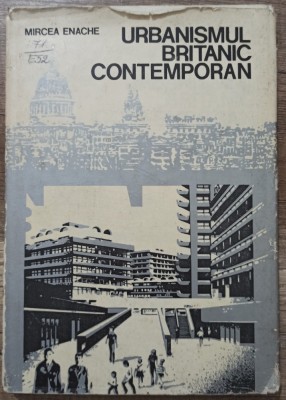 MIRCEA ENACHE
URBANISMUL
BRITANIC
CONTEMPORAN